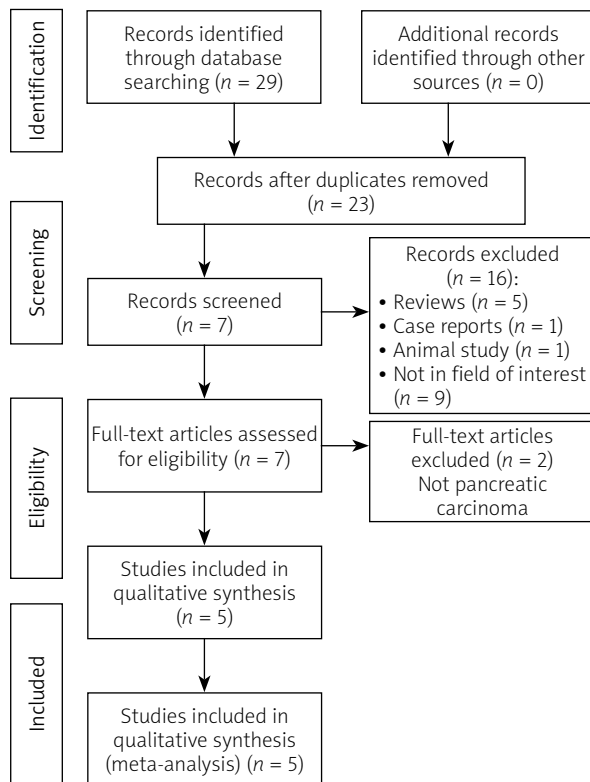 Identification
Records identified
through database
searching (n = 29)
Additional records
identified through other
sources (n = 0)
Records after duplicates removed
(n = 23)
Screening
Records screened
(n = 7)
Records excluded
(n = 16):
• Reviews (n = 5)
• Case reports (n = 1)
• Animal study (n = 1)
• Not in field of interest
(n = 9)
Eligibility
Full-text articles assessed
for eligibility (n = 7)
Full-text articles
excluded (n = 2)
Not pancreatic
carcinoma
Studies included in
qualitative synthesis
(n = 5)
Included
Studies included in
qualitative synthesis
(meta-analysis) (n = 5)